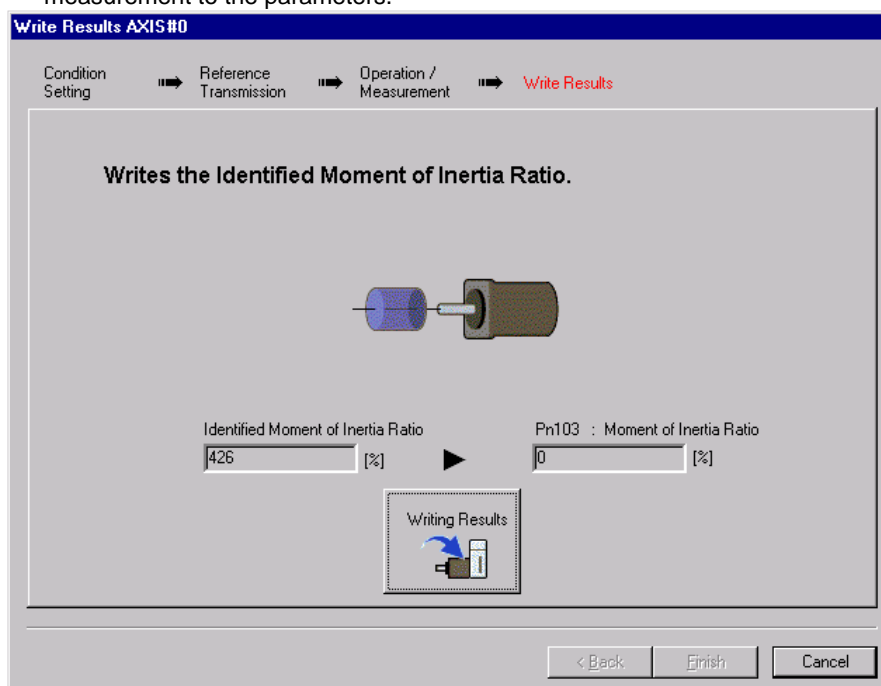 measurement to the parameters.
Write Results AXIS#0
Condition Setting
Reference Transmission
Operation / Measurement
Write Results
Writes the Identified Moment of Inertia Ratio.
Identified Moment of Inertia Ratio
Pn103 : Moment of Inertia Ratio
426 [%]
0 [%]
Writing Results
< Back
Finish
Cancel